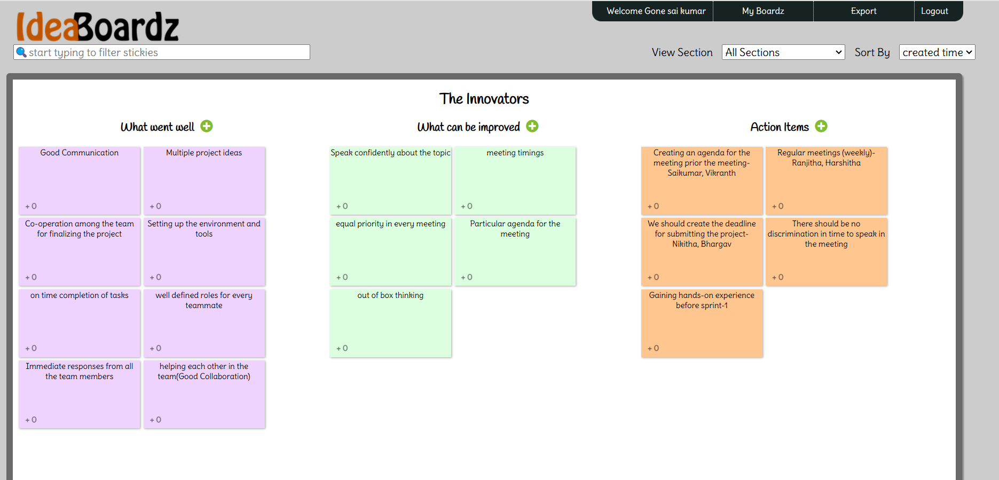 Welcome Gone sai kumar
My Boardz
Export
Logout
IdeaBoardz
start typing to filter stickies
View Section
All Sections
Sort By
created time
The Innovators
What went well
Good Communication
+ 0
Multiple project ideas
+ 0
Co-operation among the team
for finalizing the project
+ 0
Setting up the environment and
tools
+ 0
on time completion of tasks
+ 0
well defined roles for every
teammate
+ 0
Immediate responses from all
the team members
+ 0
helping each other in the
team(Good Collaboration)
+ 0
What can be improved
Speak confidently about the topic
+ 0
meeting timings
+ 0
equal priority in every meeting
+ 0
Particular agenda for the
meeting
+ 0
out of box thinking
+ 0
Action Items
Creating an agenda for the
meeting prior the meeting-
Saikumar, Vikranth
+ 0
Regular meetings (weekly)-
Ranjitha, Harshitha
+ 0
We should create the deadline
for submitting the project-
Nikitha, Bhargav
+ 0
There should be no
discrimination in time to speak in
the meeting
+ 0
Gaining hands-on experience
before sprint-1
+ 0